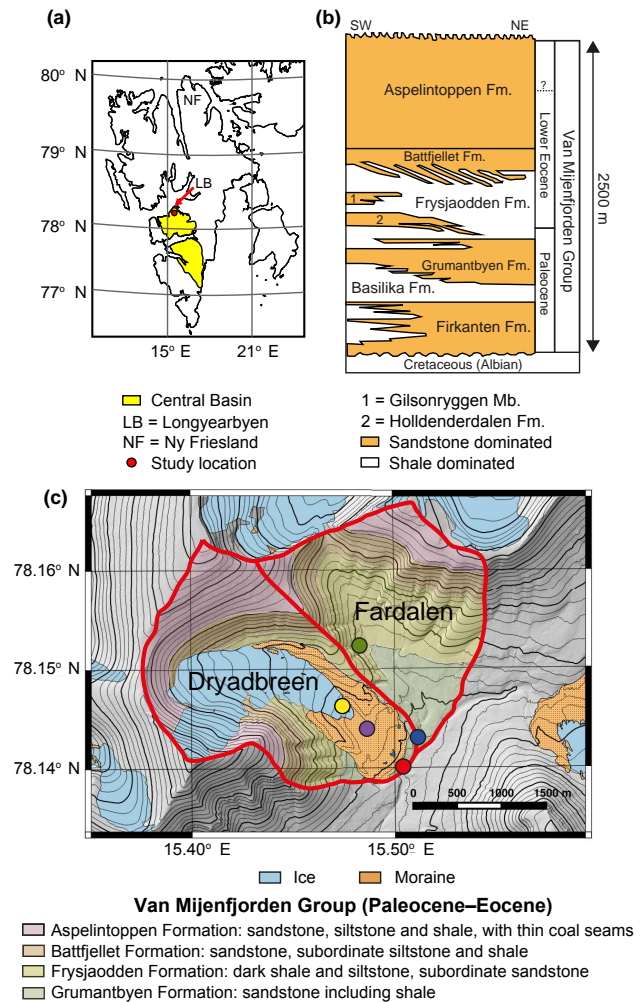 (a)
80° N
79° N
78° N
77° N
NF
LB
15° E
21° E
Central Basin
LB = Longyearbyen
NF = Ny Friesland
Study location
(b)
SW
NE
Aspelintoppen Fm.
Battfjellet Fm.
Frysjaodden Fm.
1
2
Grumantbyen Fm.
Basilika Fm.
Firkanten Fm.
Cretaceous (Albian)
?
Lower Eocene
Paleocene
Van Mijenfjorden Group
2500 m
1 = Gilsonryggen Mb.
2 = Holldenderdalen Fm.
Sandstone dominated
Shale dominated
(c)
78.16° N
78.15° N
78.14° N
Fardalen
Dryadbreen
500
1000
1500 m
15.40° E
15.50° E
Ice
Moraine
Van Mijenfjorden Group (Paleocene–Eocene)
Aspelintoppen Formation: sandstone, siltstone and shale, with thin coal seams
Battfjellet Formation: sandstone, subordinate siltstone and shale
Frysjaodden Formation: dark shale and siltstone, subordinate sandstone
Grumantbyen Formation: sandstone including shale